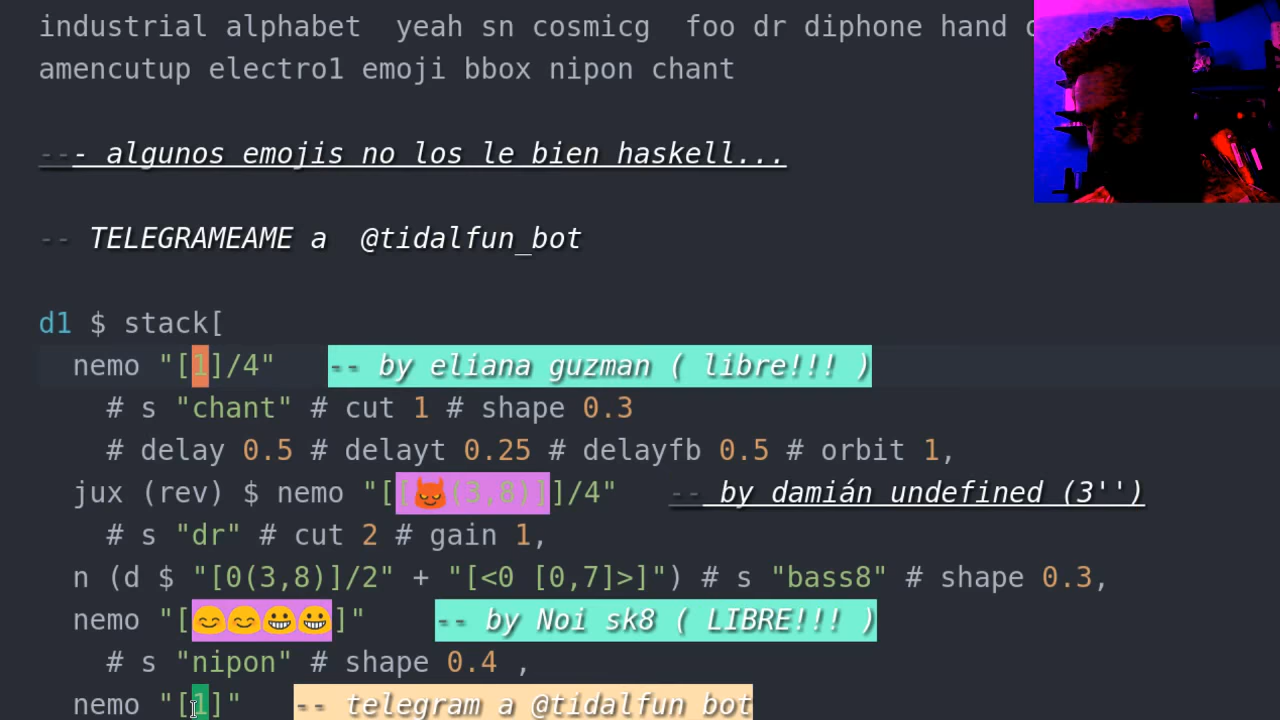 industrial alphabet  yeah sn cosmicg  foo dr diphone hand
amencutup electro1 emoji bbox nipon chant
--- algunos emojis no los le bien haskell...
-- TELEGRAMEAME a  @tidalfun_bot
d1 $ stack[
nemo "[1]/4"   -- by eliana guzman ( libre!!! )
# s "chant" # cut 1 # shape 0.3
# delay 0.5 # delayt 0.25 # delayfb 0.5 # orbit 1,
jux (rev) $ nemo "[[👿(3,8)]]/4"   -- by damián undefined (3'')
# s "dr" # cut 2 # gain 1,
n (d $ "[0(3,8)]/2" + "[<0 [0,7]>]") # s "bass8" # shape 0.3,
nemo "[😊😊😀😀]"    -- by Noi sk8 ( LIBRE!!! )
# s "nipon" # shape 0.4 ,
nemo "[1]"   -- telegram a @tidalfun_bot